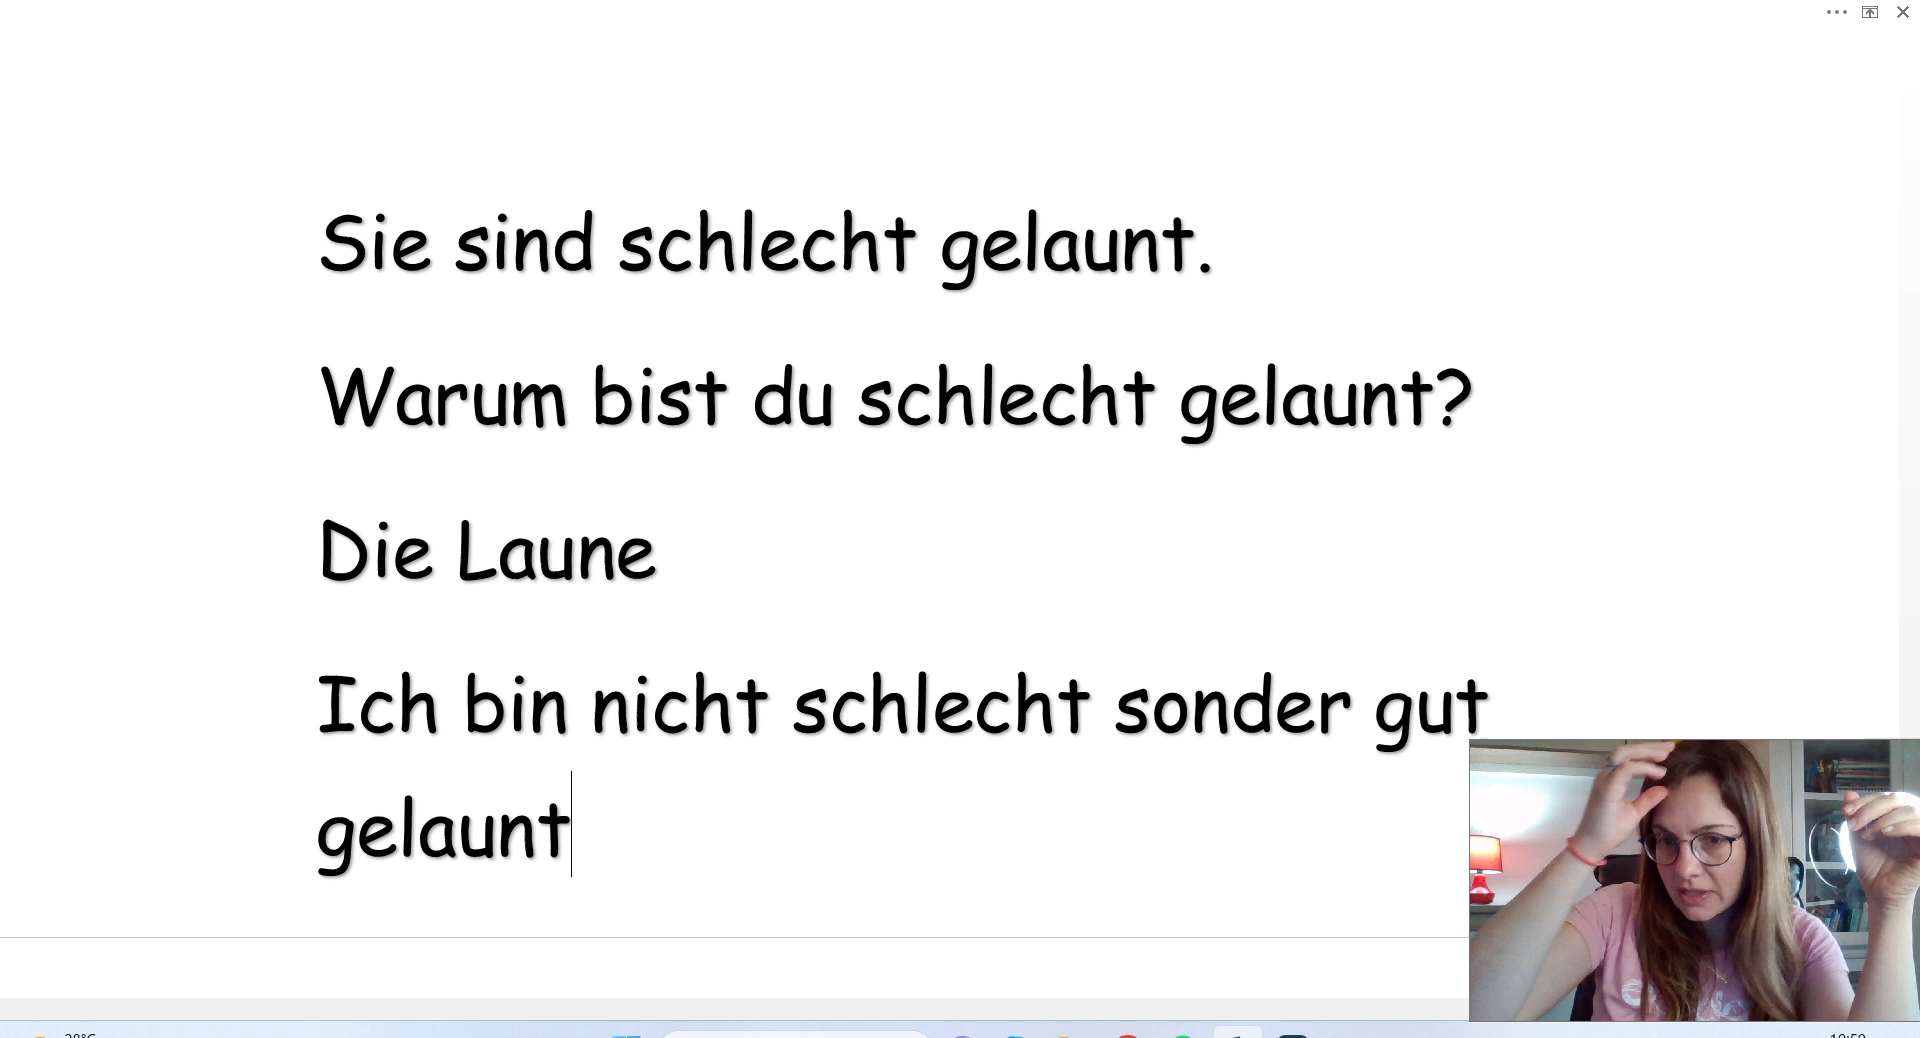 Sie sind schlecht gelaunt.
Warum bist du schlecht gelaunt?
Die Laune
Ich bin nicht schlecht sonder gut
gelaunt